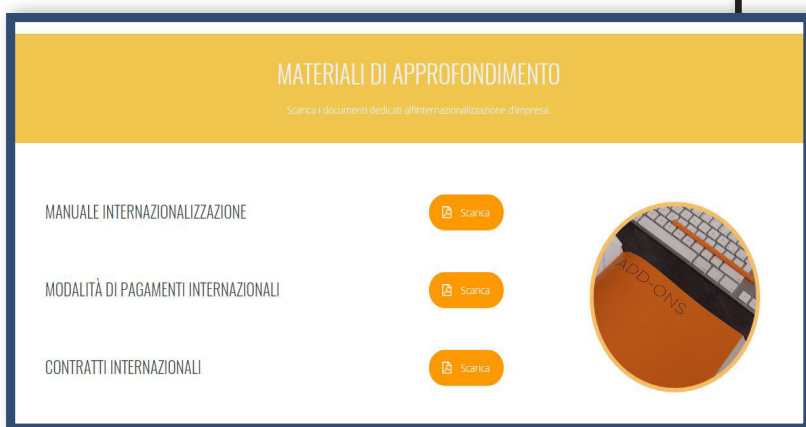 MATERIALI DI APPROFONDIMENTO
Scarica i documenti dedicati all'internazionalizzazione d'impresa.
MANUALE INTERNAZIONALIZZAZIONE
Scarica
MODALITÀ DI PAGAMENTI INTERNAZIONALI
Scarica
CONTRATTI INTERNAZIONALI
Scarica
ADD-ONS